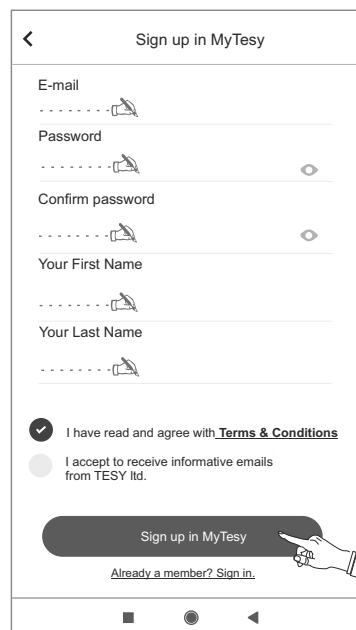 Sign up in MyTesy
E-mail
Password
Confirm password
Your First Name
Your Last Name
I have read and agree with Terms & Conditions
I accept to receive informative emails
from TESY ltd.
Sign up in MyTesy
Already a member? Sign in.